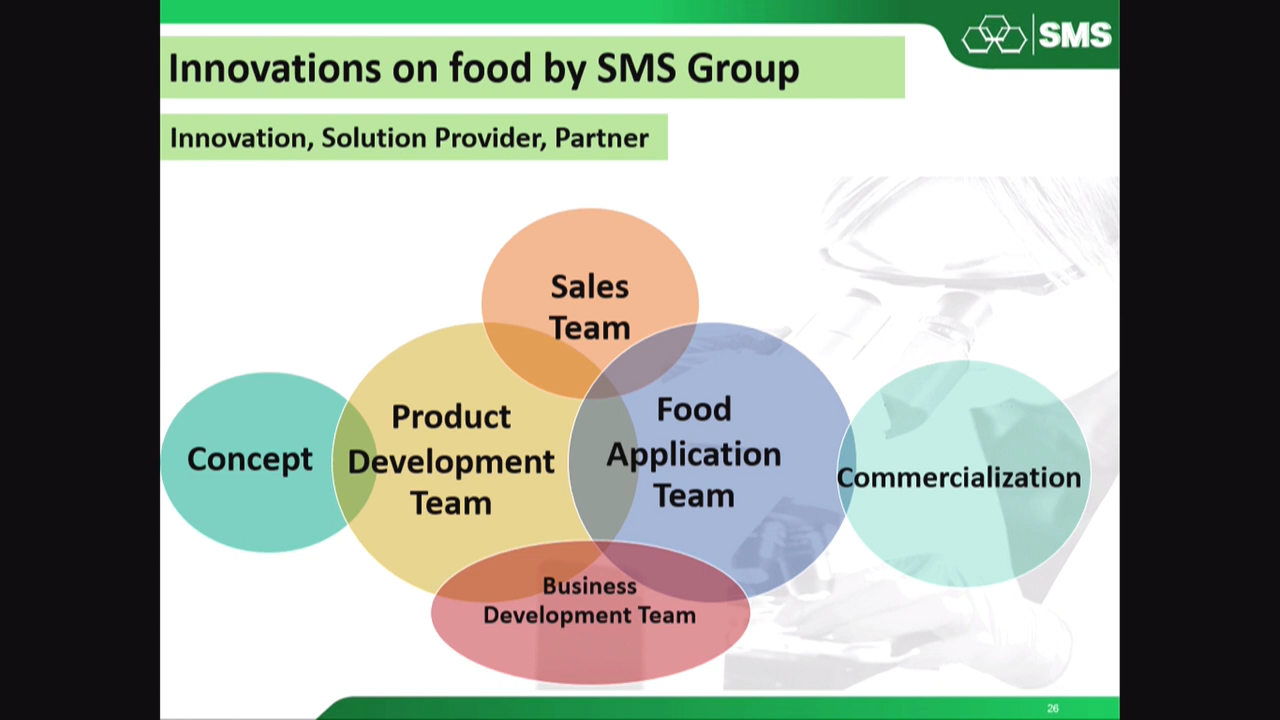 SMS
Innovations on food by SMS Group
Innovation, Solution Provider, Partner
Sales
Team
Concept
Product
Development
Team
Food
Application
Team
Commercialization
Business
Development Team
26